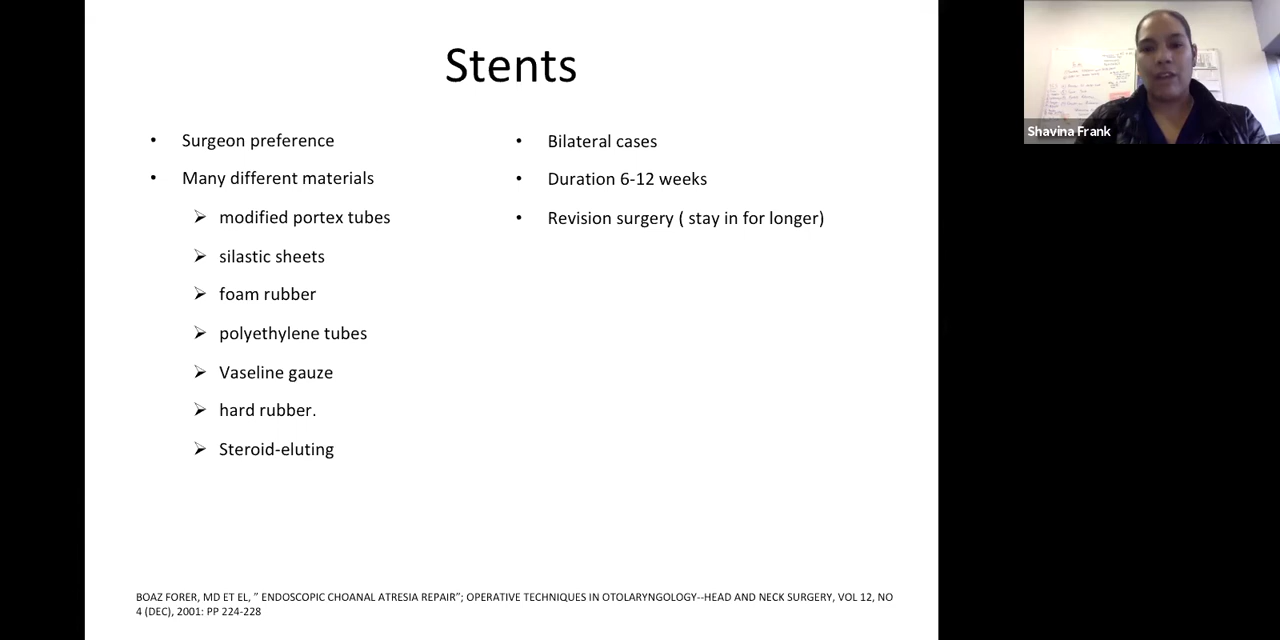 Stents
• Surgeon preference
• Many different materials
➢ modified portex tubes
➢ silastic sheets
➢ foam rubber
➢ polyethylene tubes
➢ Vaseline gauze
➢ hard rubber.
➢ Steroid-eluting
• Bilateral cases
• Duration 6-12 weeks
• Revision surgery ( stay in for longer)
BOAZ FORER, MD ET EL, ” ENDOSCOPIC CHOANAL ATRESIA REPAIR”; OPERATIVE TECHNIQUES IN OTOLARYNGOLOGY--HEAD AND NECK SURGERY, VOL 12, NO
4 (DEC), 2001: PP 224-228
Shavina Frank